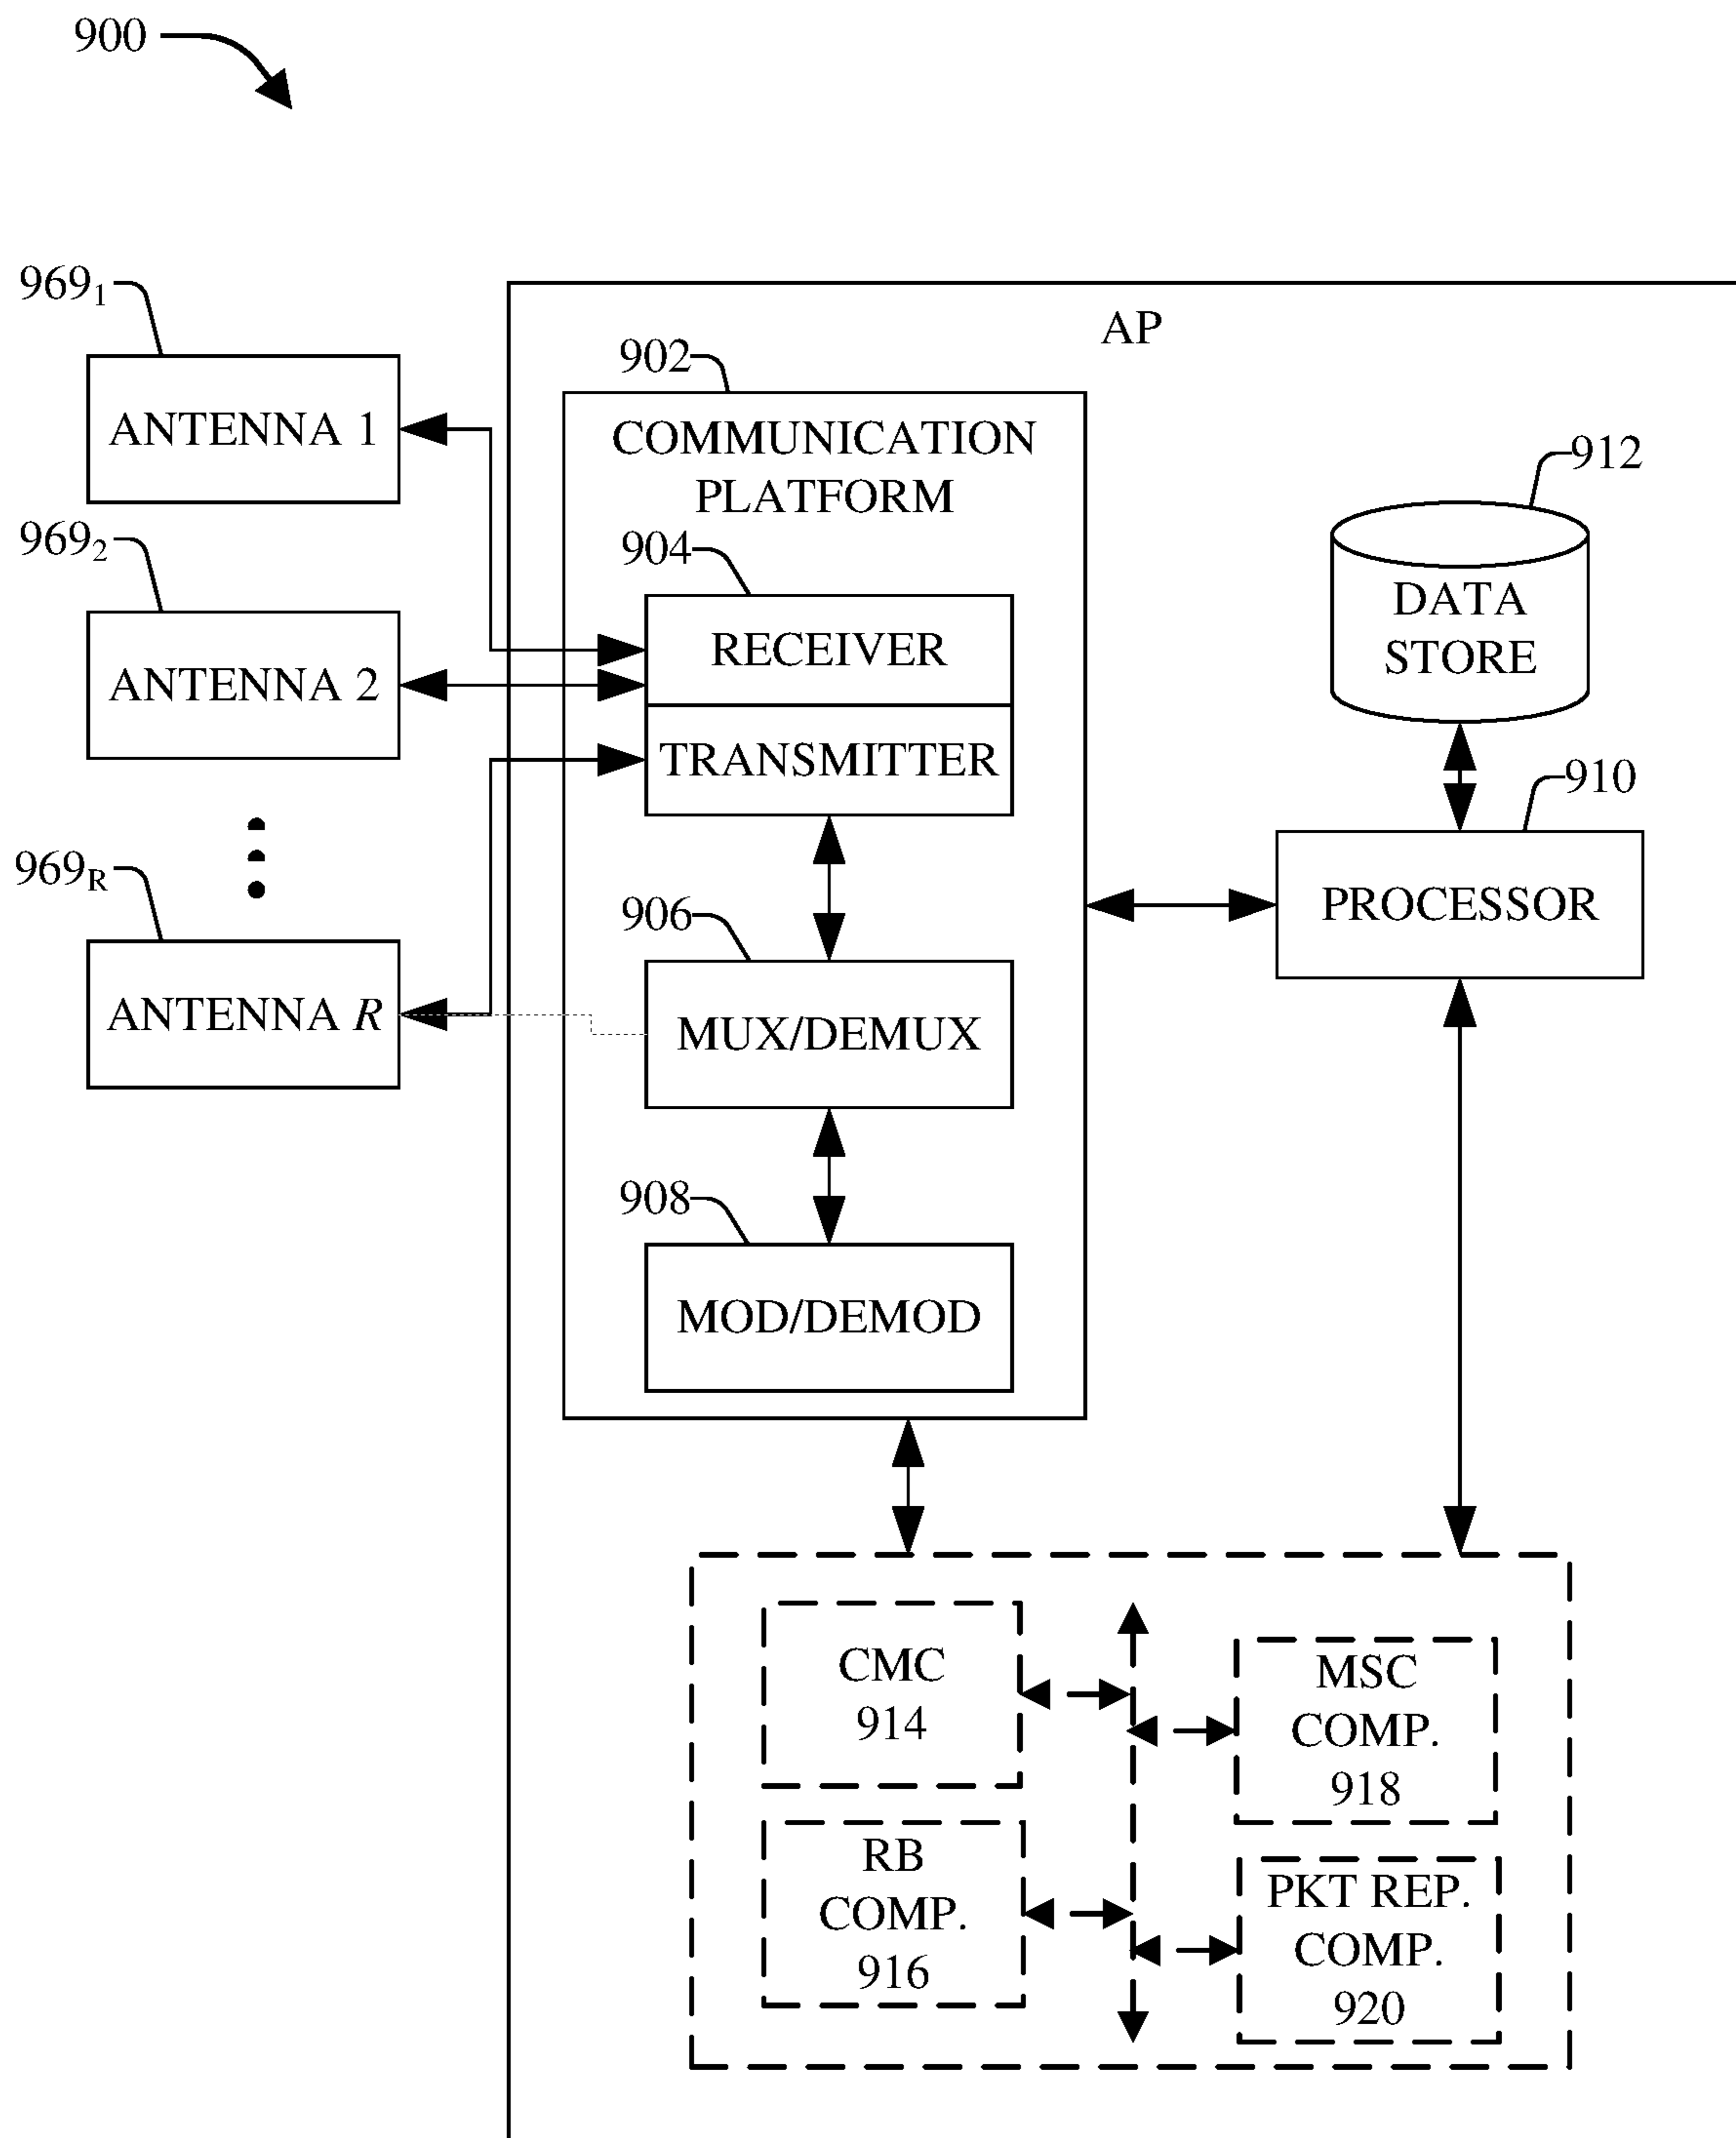 900
969₁
ANTENNA 1
969₂
ANTENNA 2
969R
ANTENNA R
AP
902
COMMUNICATION
PLATFORM
904
RECEIVER
TRANSMITTER
906
MUX/DEMUX
908
MOD/DEMOD
912
DATA
STORE
910
PROCESSOR
CMC
914
RB
COMP.
916
MSC
COMP.
918
PKT REP.
COMP.
920